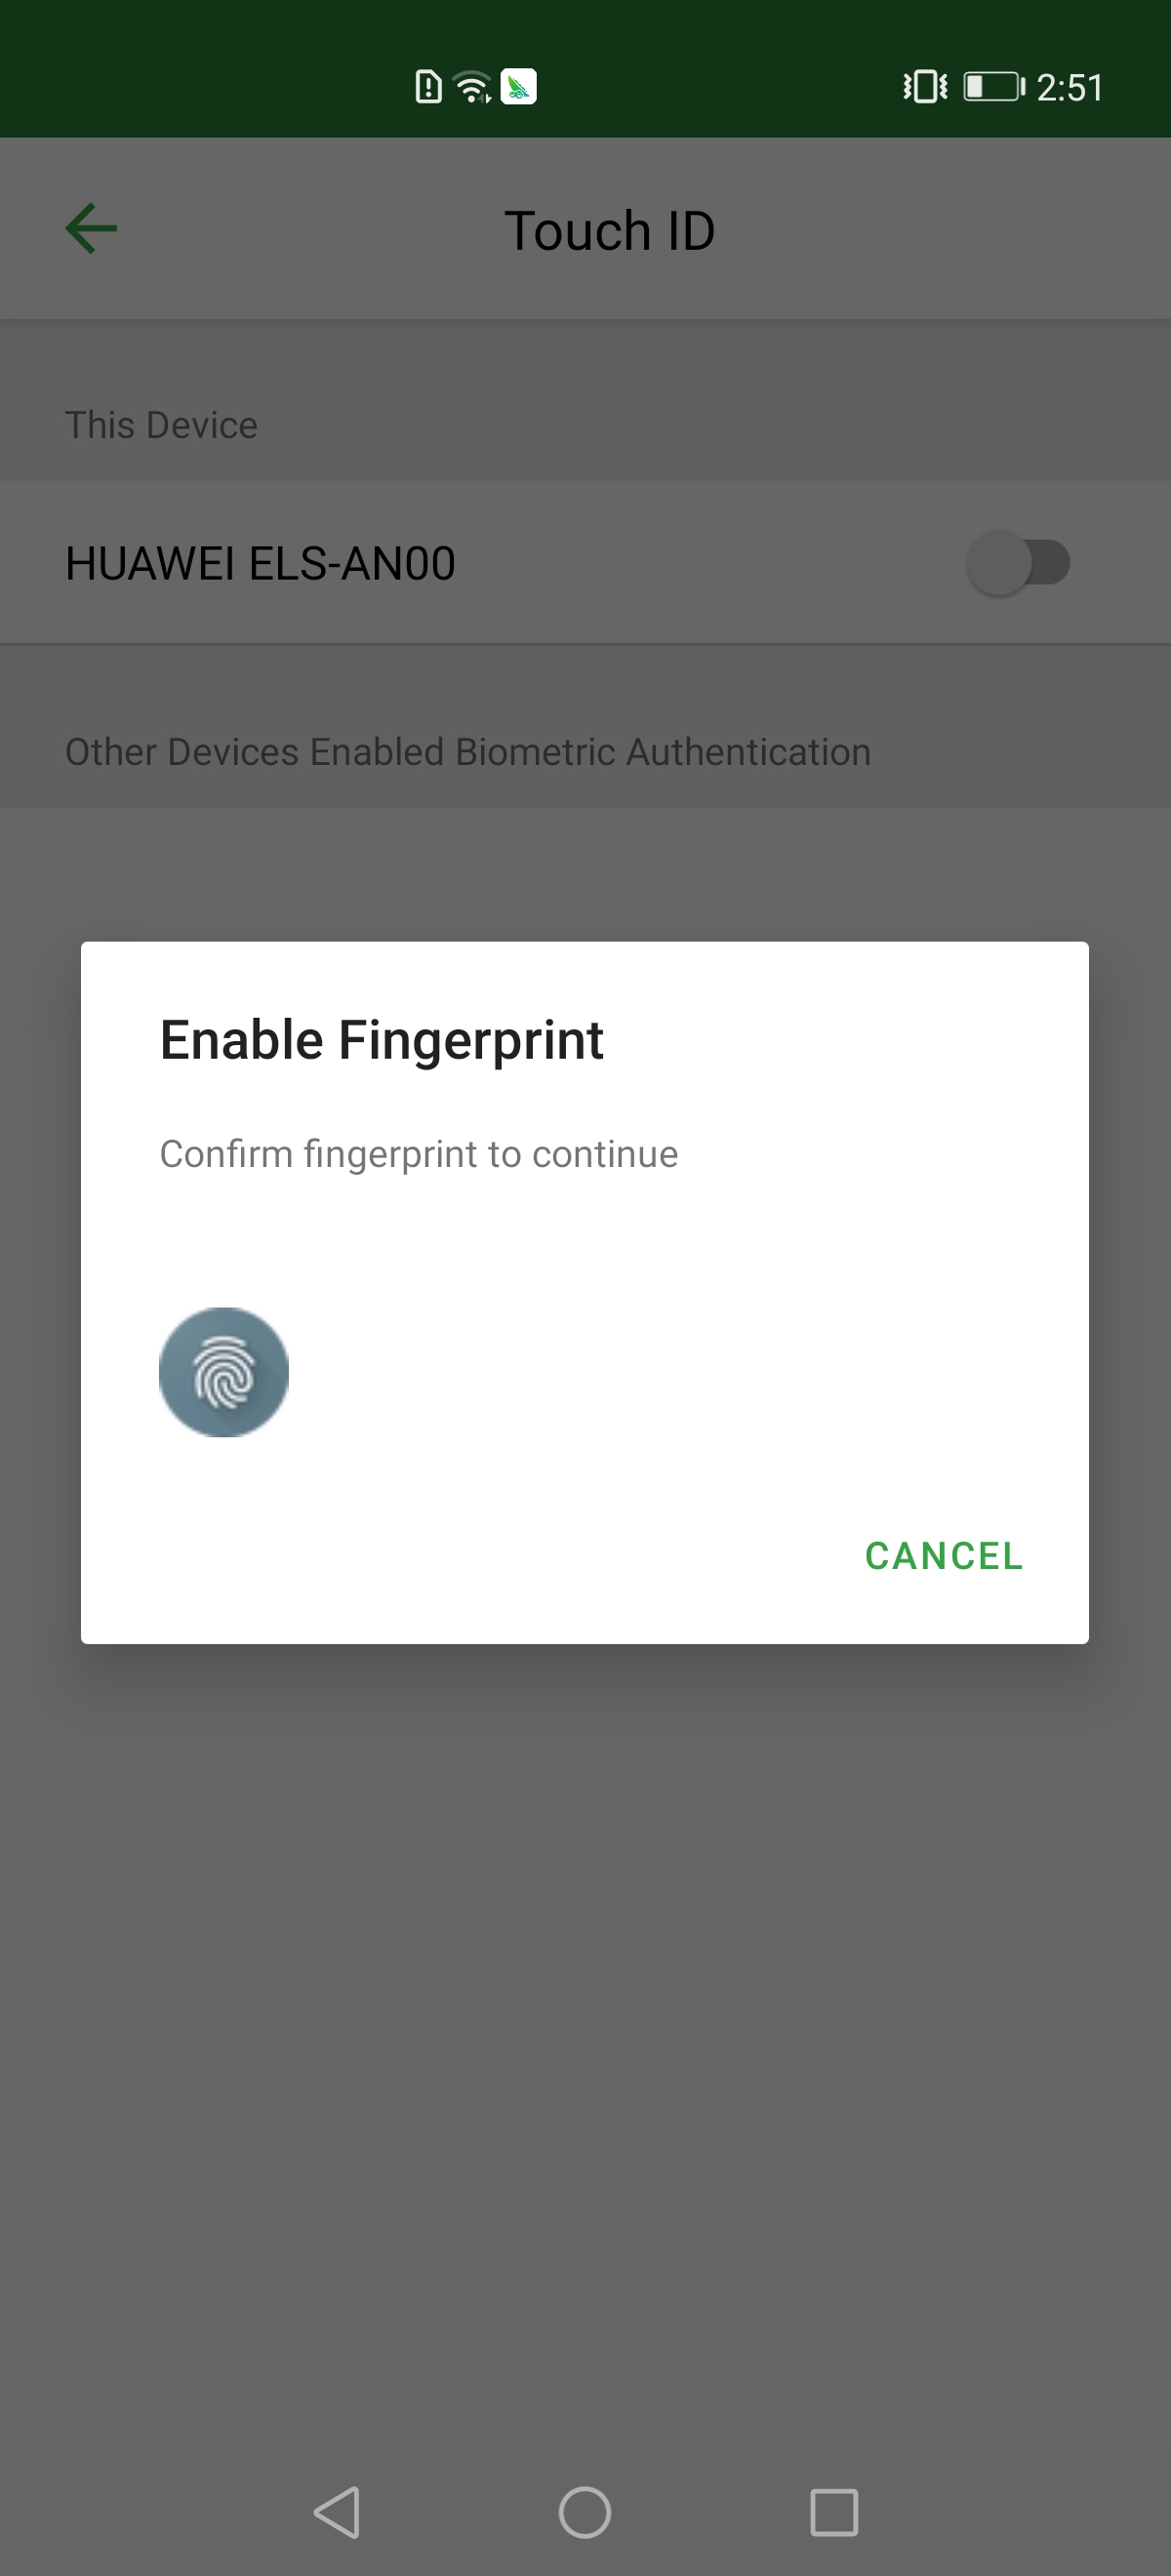 2:51
Touch ID
This Device
HUAWEI ELS-AN00
Other Devices Enabled Biometric Authentication
Enable Fingerprint
Confirm fingerprint to continue
CANCEL